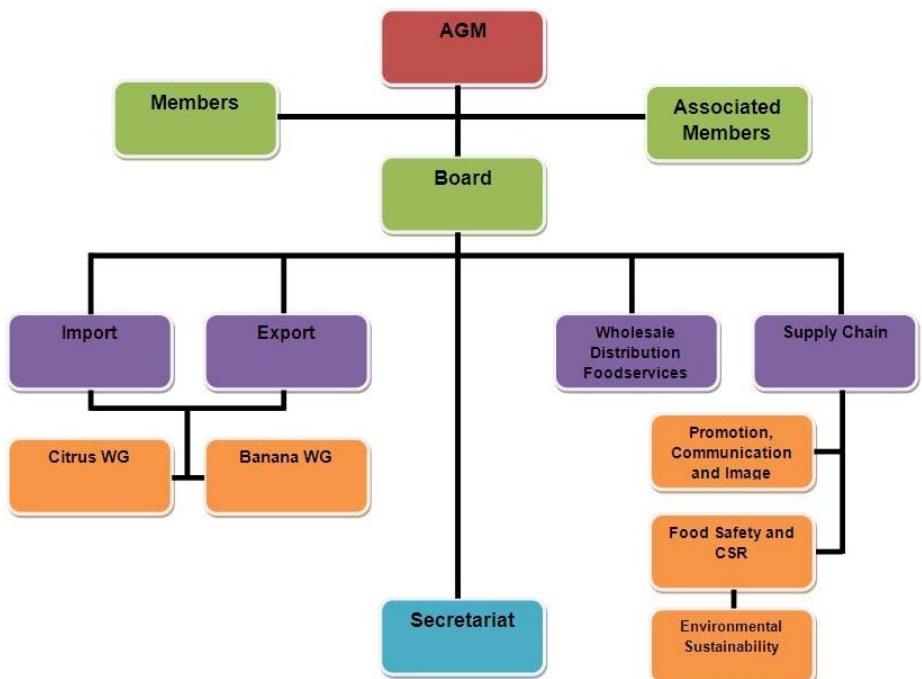 AGM
Members
Associated
Members
Board
Import
Export
Wholesale
Distribution
Foodservices
Supply Chain
Citrus WG
Banana WG
Promotion,
Communication
and Image
Food Safety and
CSR
Secretariat
Environmental
Sustainability